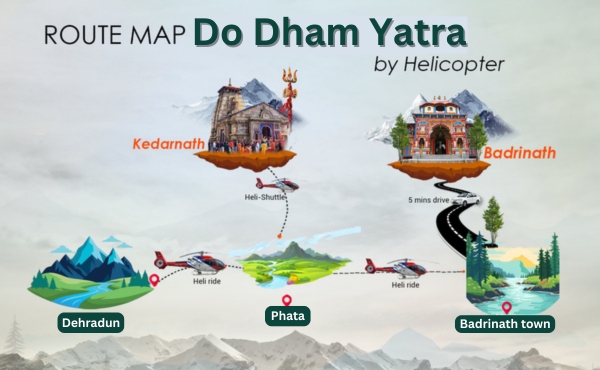 ROUTE MAP Do Dham Yatra
by Helicopter
Kedarnath
Badrinath
Heli-Shuttle
5 mins drive
Heli ride
Heli ride
Dehradun
Phata
Badrinath town